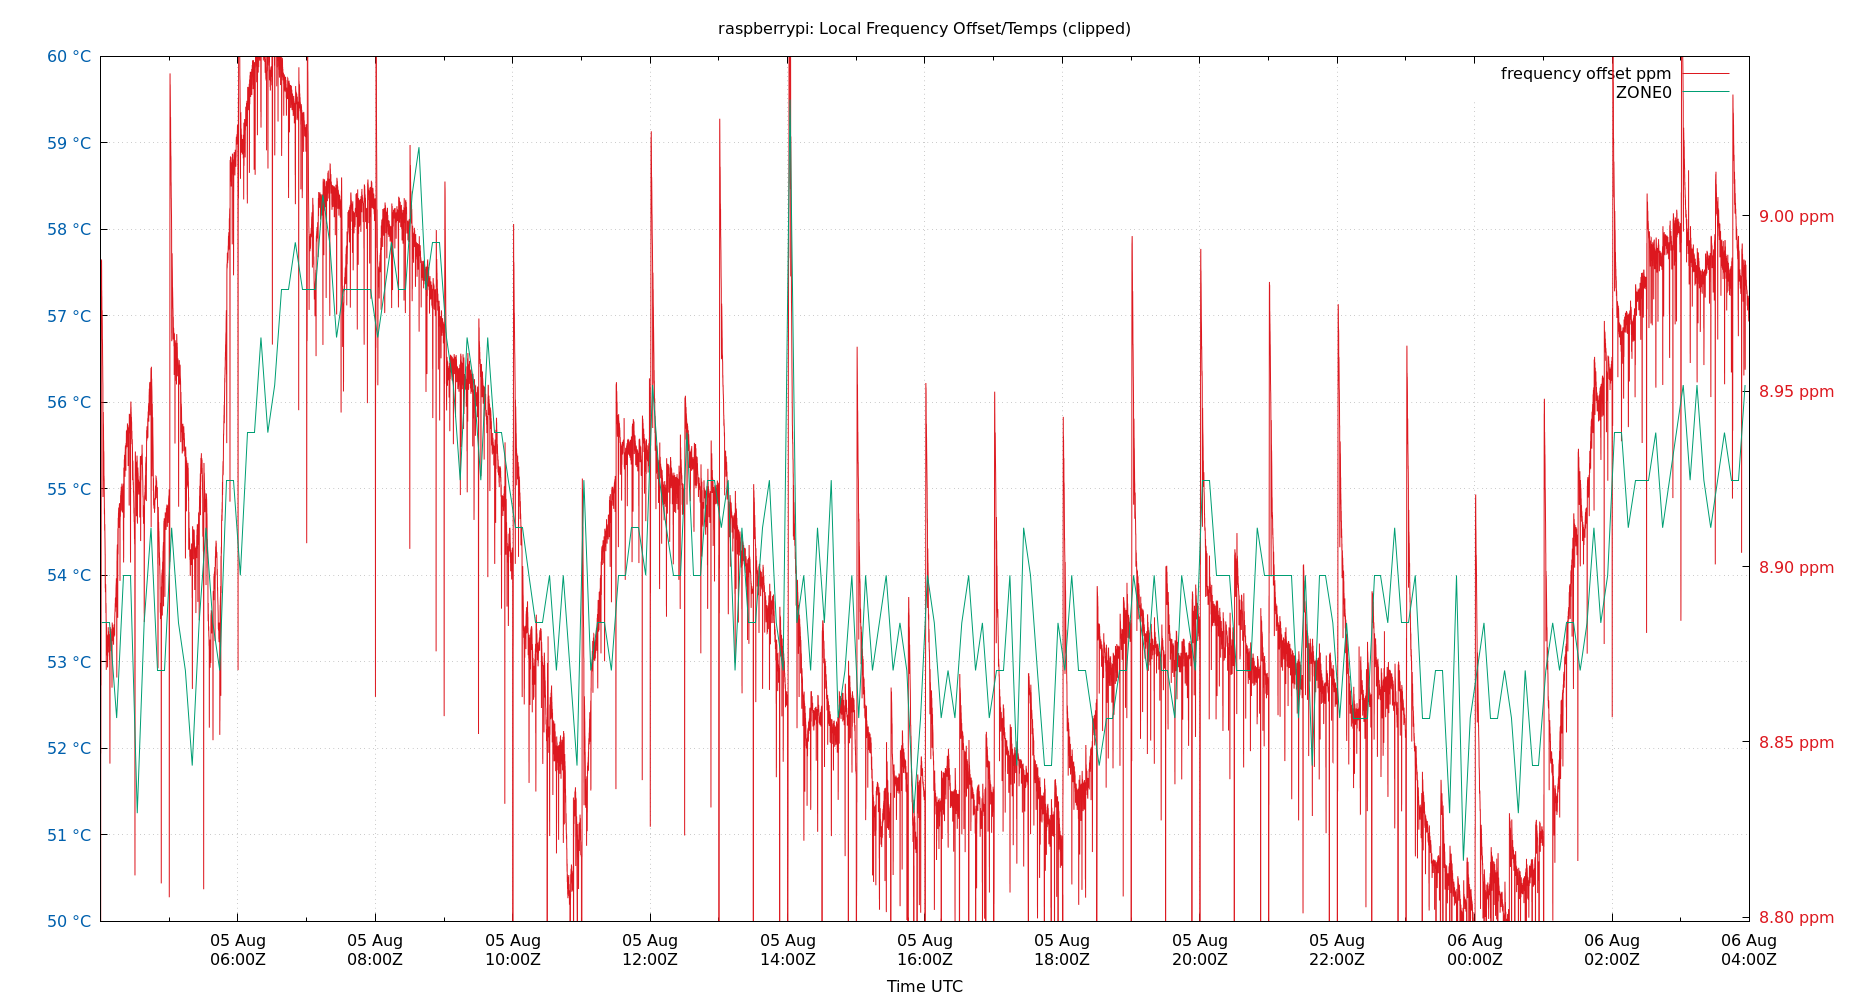 raspberrypi: Local Frequency Offset/Temps (clipped)
60 °C
59 °C
58 °C
57 °C
56 °C
55 °C
54 °C
53 °C
52 °C
51 °C
50 °C
frequency offset ppm
ZONE0
9.00 ppm
8.95 ppm
8.90 ppm
8.85 ppm
8.80 ppm
05 Aug 05 Aug 05 Aug 05 Aug 05 Aug 05 Aug 05 Aug 05 Aug 05 Aug 06 Aug 06 Aug 06 Aug
06:00Z 08:00Z 10:00Z 12:00Z 14:00Z 16:00Z 18:00Z 20:00Z 22:00Z 00:00Z 02:00Z 04:00Z
Time UTC